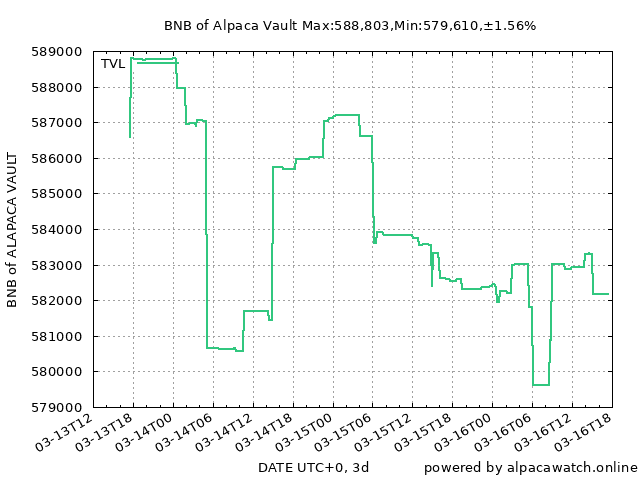 BNB of Alpaca Vault Max:588,803,Min:579,610,±1.56%
589000
588000
587000
586000
585000
584000
583000
582000
581000
580000
579000
TVL
BNB of ALAPACA VAULT
03-13T12
03-13T18
03-14T00
03-14T06
03-14T12
03-14T18
03-15T00
03-15T06
03-15T12
03-15T18
03-16T00
03-16T06
03-16T12
03-16T18
DATE UTC+0, 3d
powered by alpacawatch.online